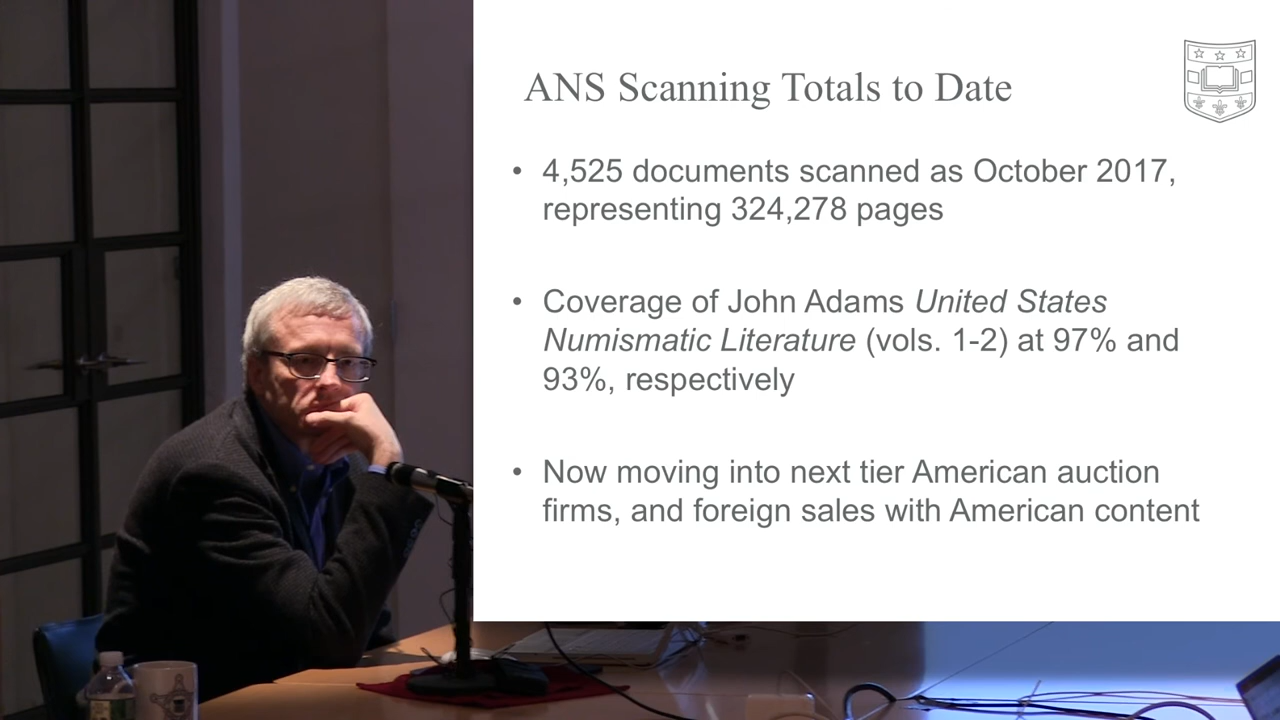 ANS Scanning Totals to Date
• 4,525 documents scanned as October 2017,
representing 324,278 pages
• Coverage of John Adams United States
Numismatic Literature (vols. 1-2) at 97% and
93%, respectively
• Now moving into next tier American auction
firms, and foreign sales with American content